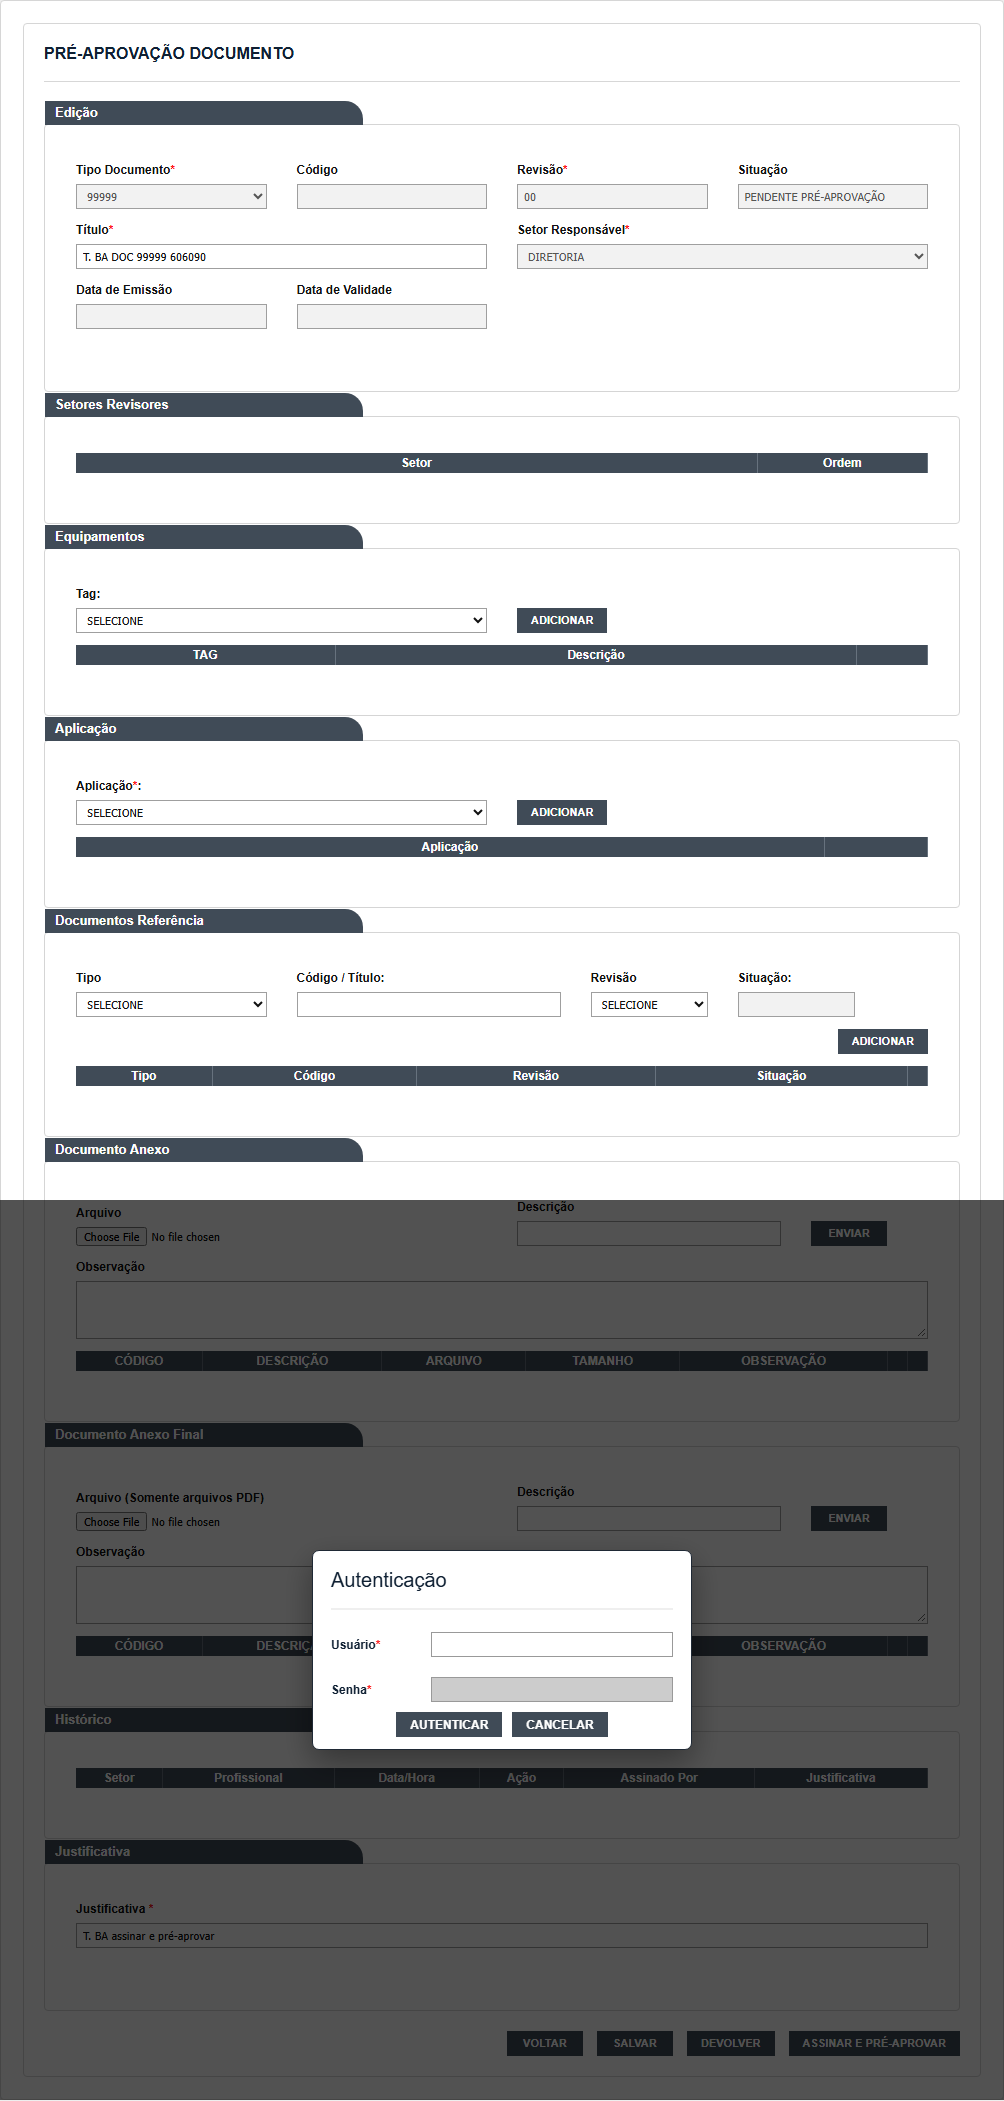 PRÉ-APROVAÇÃO DOCUMENTO
Edição
Tipo Documento* Código Revisão* Situação
99999 00 PENDENTE PRÉ-APROVAÇÃO
Título* Setor Responsável*
T. BA DOC 99999 606090 DIRETORIA
Data de Emissão Data de Validade
Setores Revisores
Setor Ordem
Equipamentos
Tag:
SELECIONE ADICIONAR
TAG Descrição
Aplicação
Aplicação*:
SELECIONE ADICIONAR
Aplicação
Documentos Referência
Tipo Código / Título: Revisão Situação:
SELECIONE SELECIONE
ADICIONAR
Tipo Código Revisão Situação
Documento Anexo
Arquivo Descrição
Choose File No file chosen ENVIAR
Observação
CÓDIGO DESCRIÇÃO ARQUIVO TAMANHO OBSERVAÇÃO
Documento Anexo Final
Arquivo (Somente arquivos PDF) Descrição
Choose File No file chosen ENVIAR
Observação
CÓDIGO DESCRIÇ OBSERVAÇÃO
Autenticação
Usuário*
Senha*
AUTENTICAR CANCELAR
Histórico
Setor Profissional Data/Hora Ação Assinado Por Justificativa
Justificativa
Justificativa *
T. BA assinar e pré-aprovar
VOLTAR SALVAR DEVOLVER ASSINAR E PRÉ-APROVAR